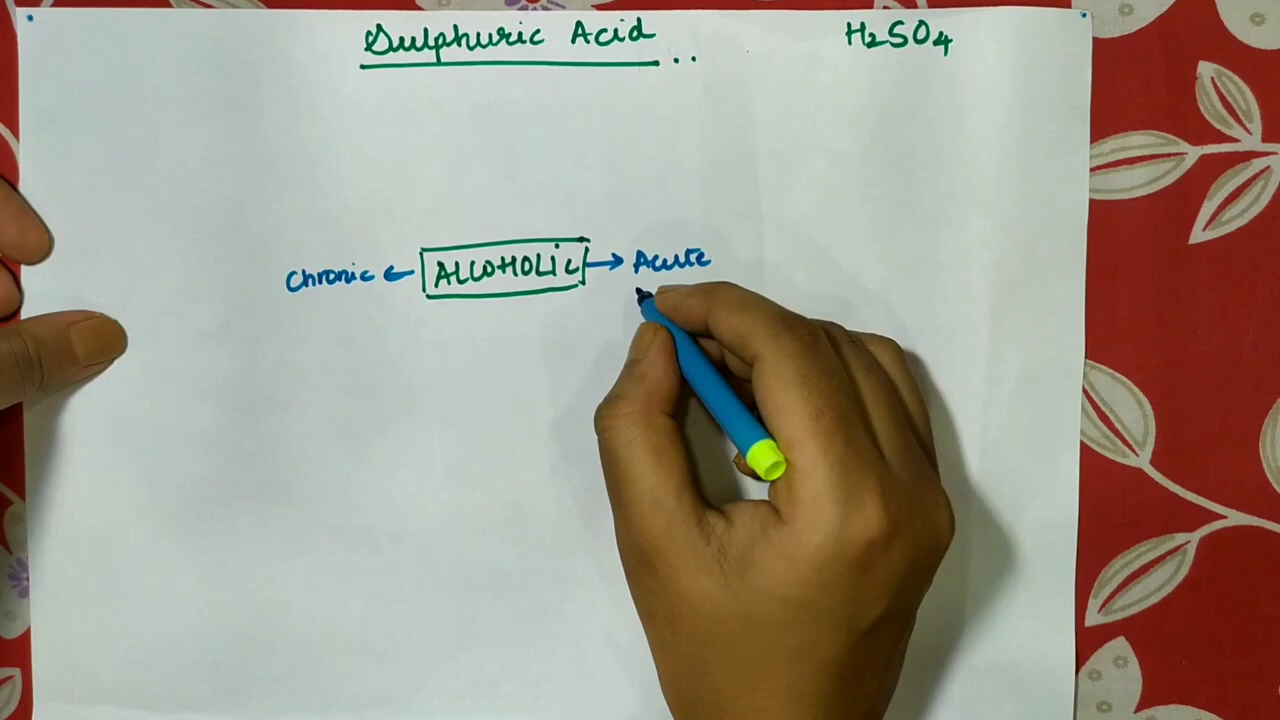 Sulphuric Acid .. H2SO4
Chronic ← ALCOHOLiC → Acute